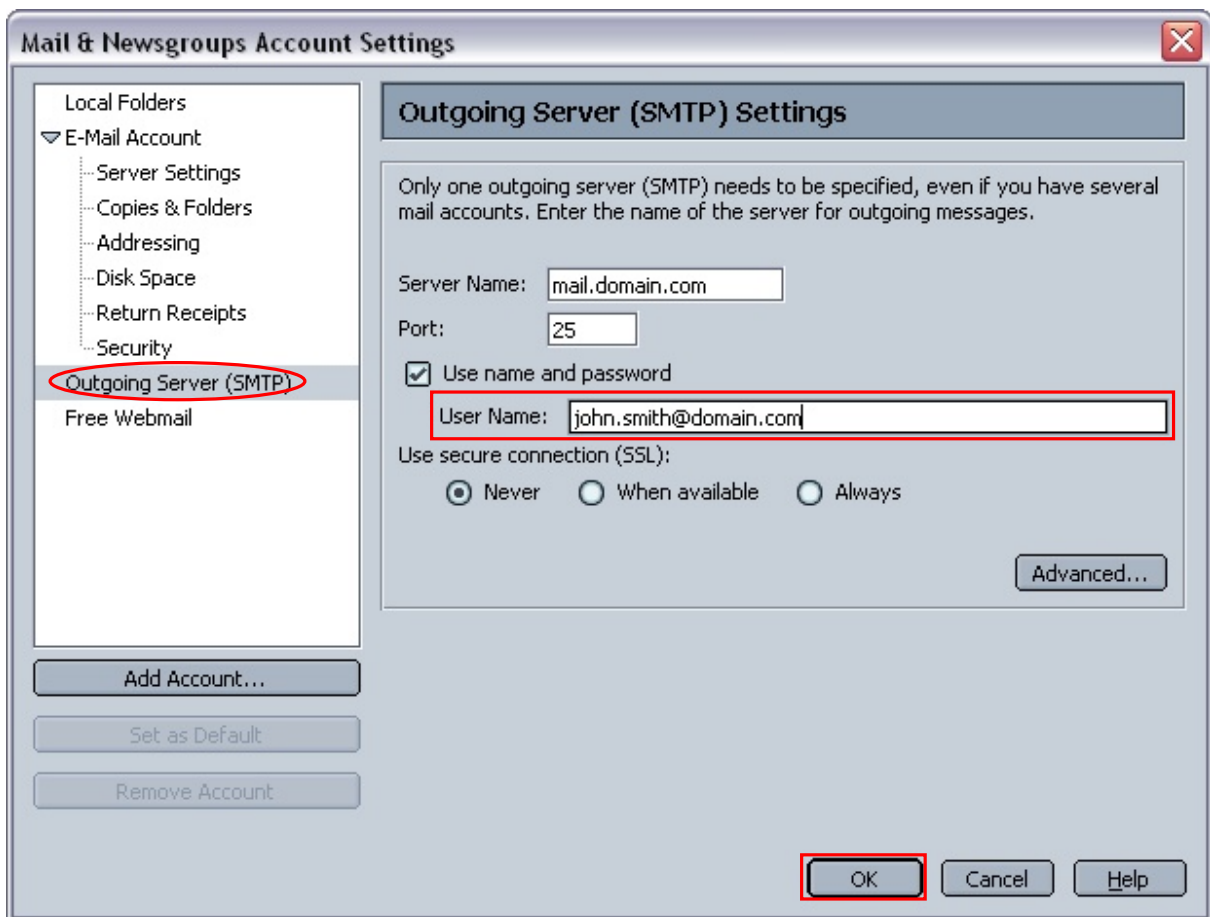 Mail & Newsgroups Account Settings
Local Folders
E-Mail Account
Server Settings
Copies & Folders
Addressing
Disk Space
Return Receipts
Security
Outgoing Server (SMTP)
Free Webmail
Add Account...
Set as Default
Remove Account
Outgoing Server (SMTP) Settings
Only one outgoing server (SMTP) needs to be specified, even if you have several
mail accounts. Enter the name of the server for outgoing messages.
Server Name: mail.domain.com
Port: 25
Use name and password
User Name: john.smith@domain.com
Use secure connection (SSL):
Never When available Always
Advanced...
OK Cancel Help